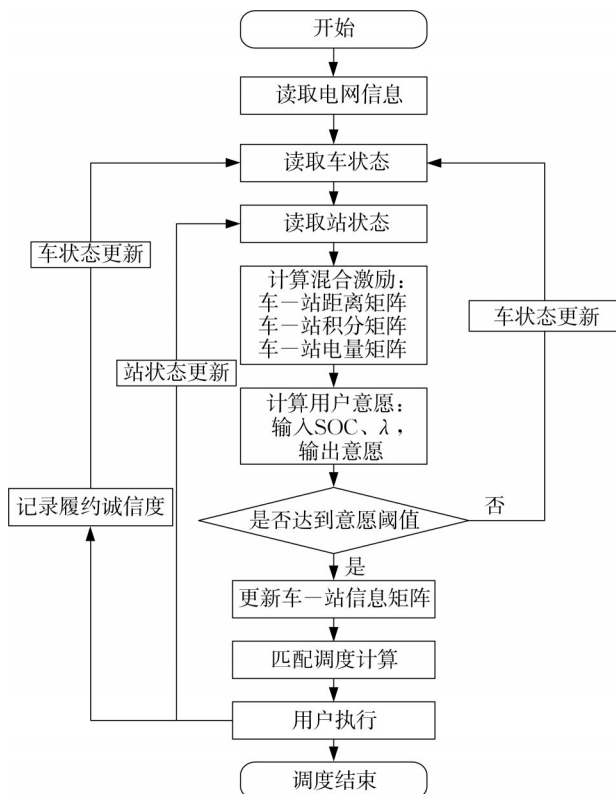 开始
读取电网信息
读取车状态
读取站状态
车状态更新
计算混合激励：
车－站距离矩阵
车－站积分矩阵
车－站电量矩阵
车状态更新
站状态更新
计算用户意愿：
输入SOC、λ，
输出意愿
记录履约诚信度
是否达到意愿阈值
否
是
更新车－站信息矩阵
匹配调度计算
用户执行
调度结束